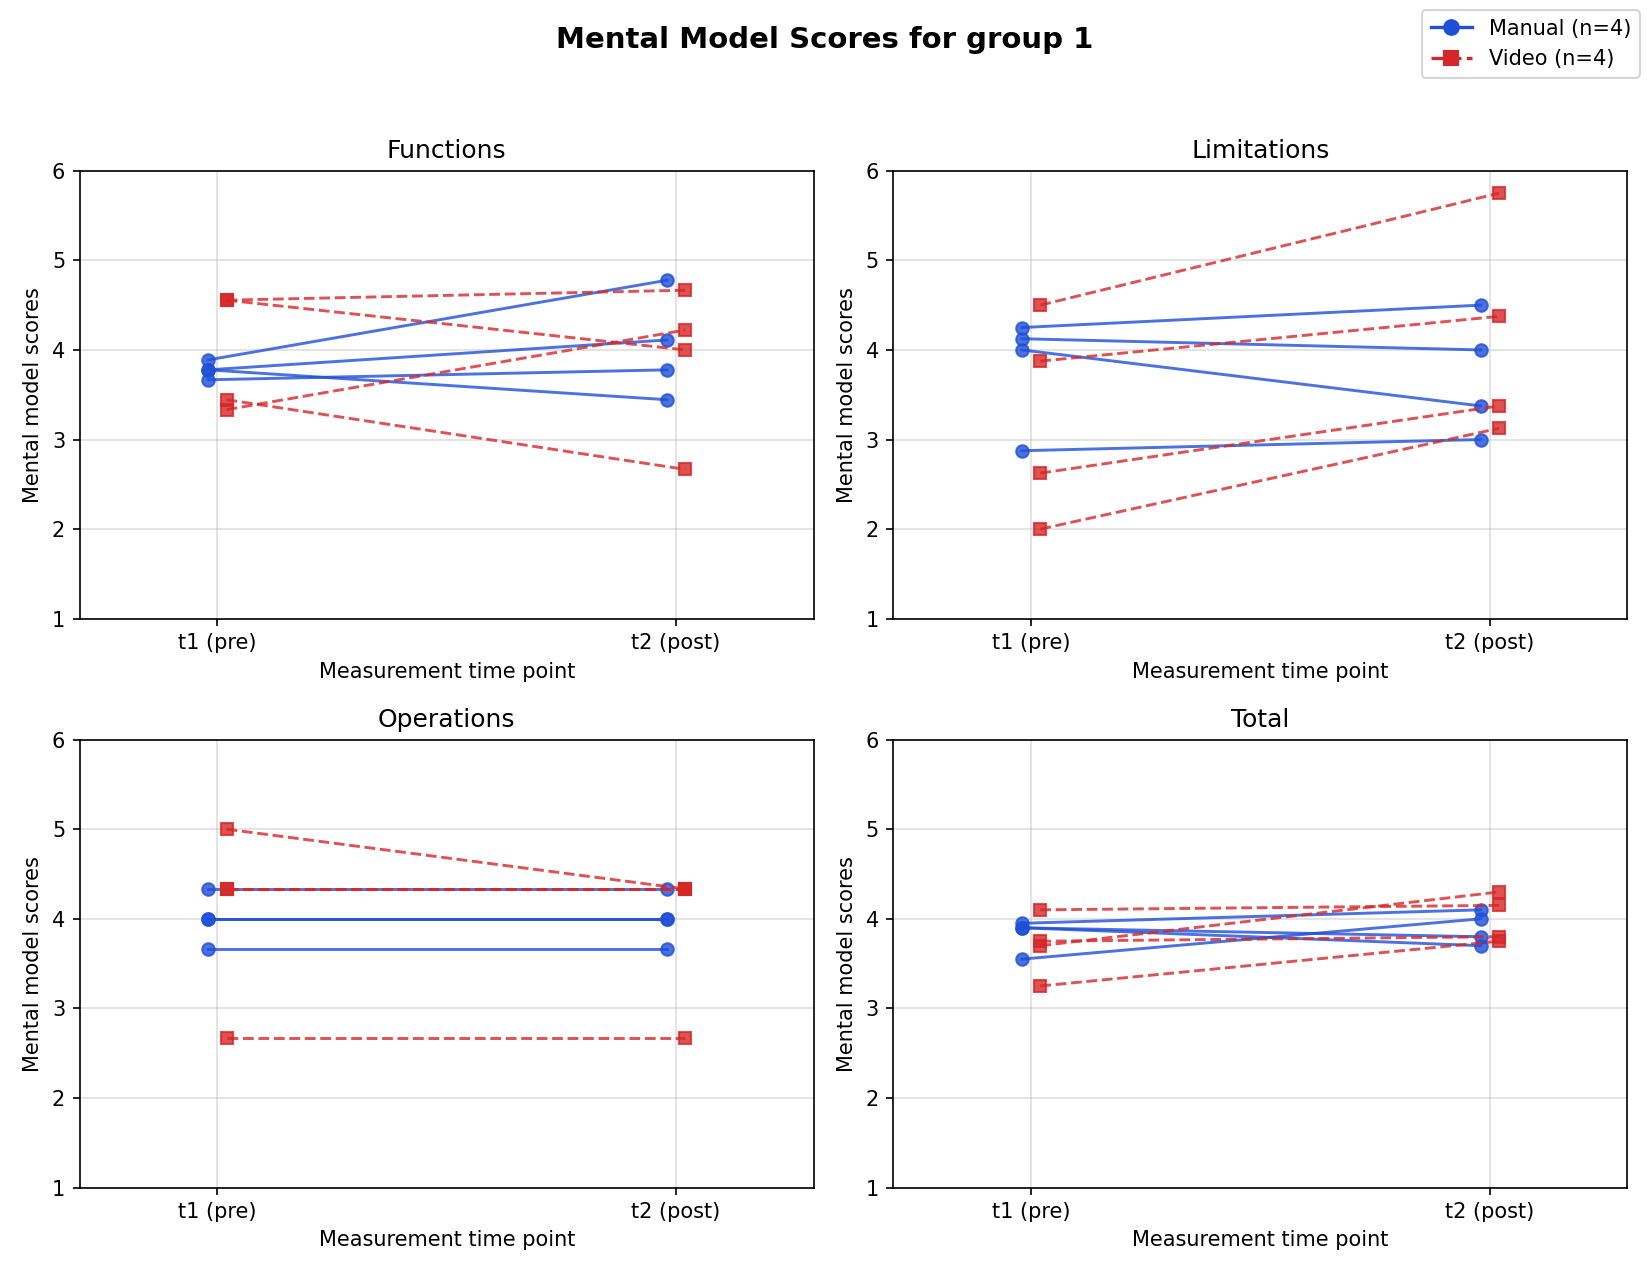 Mental Model Scores for group 1
Manual (n=4)
Video (n=4)
Functions
Mental model scores
6
5
4
3
2
1
t1 (pre)
t2 (post)
Measurement time point
Limitations
Mental model scores
6
5
4
3
2
1
t1 (pre)
t2 (post)
Measurement time point
Operations
Mental model scores
6
5
4
3
2
1
t1 (pre)
t2 (post)
Measurement time point
Total
Mental model scores
6
5
4
3
2
1
t1 (pre)
t2 (post)
Measurement time point